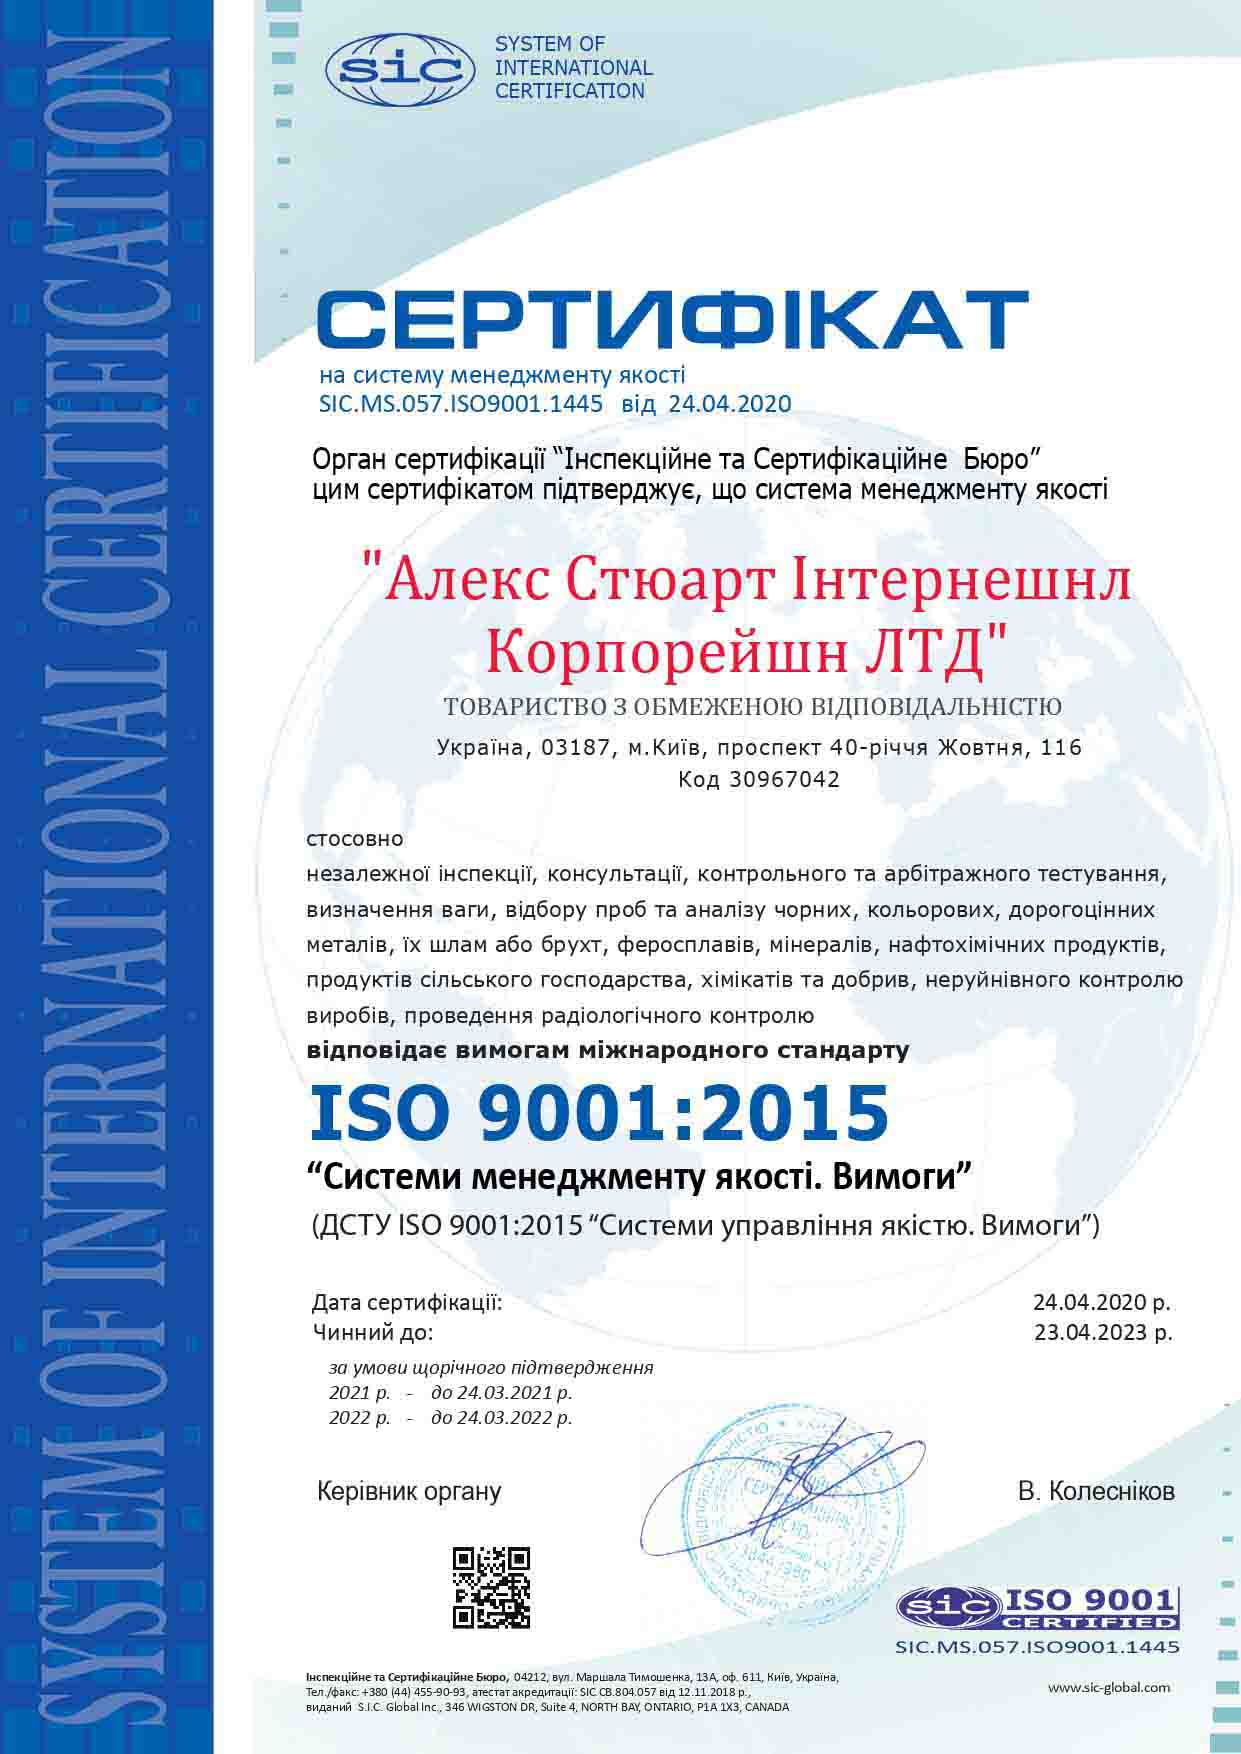 SYSTEM OF INTERNATIONAL CERTIFICATION
sic
SYSTEM OF
INTERNATIONAL
CERTIFICATION
СЕРТИФІКАТ
на систему менеджменту якості
SIC.MS.057.ISO9001.1445 від 24.04.2020
Орган сертифікації “Інспекційне та Сертифікаційне Бюро”
цим сертифікатом підтверджує, що система менеджменту якості
"Алекс Стюарт Інтернешнл
Корпорейшн ЛТД"
ТОВАРИСТВО З ОБМЕЖЕНОЮ ВІДПОВІДАЛЬНІСТЮ
Україна, 03187, м.Київ, проспект 40-річчя Жовтня, 116
Код 30967042
стосовно
незалежної інспекції, консультації, контрольного та арбітражного тестування,
визначення ваги, відбору проб та аналізу чорних, кольорових, дорогоцінних
металів, їх шлам або брухт, феросплавів, мінералів, нафтохімічних продуктів,
продуктів сільського господарства, хімікатів та добрив, неруйнівного контролю
виробів, проведення радіологічного контролю
відповідає вимогам міжнародного стандарту
ISO 9001:2015
“Системи менеджменту якості. Вимоги”
(ДСТУ ISO 9001:2015 “Системи управління якістю. Вимоги”)
Дата сертифікації: 24.04.2020 р.
Чинний до: 23.04.2023 р.
за умови щорічного підтвердження
2021 р. - до 24.03.2021 р.
2022 р. - до 24.03.2022 р.
Керівник органу В. Колесніков
sic ISO 9001
CERTIFIED
SIC.MS.057.ISO9001.1445
Інспекційне та Сертифікаційне Бюро, 04212, вул. Маршала Тимошенка, 13А, оф. 611, Київ, Україна,
Тел./факс: +380 (44) 455-90-93, атестат акредитації: SIC CB.804.057 від 12.11.2018 р.,
виданий S.I.C. Global Inc., 346 WIGSTON DR, Suite 4, NORTH BAY, ONTARIO, P1A 1X3, CANADA
www.sic-global.com